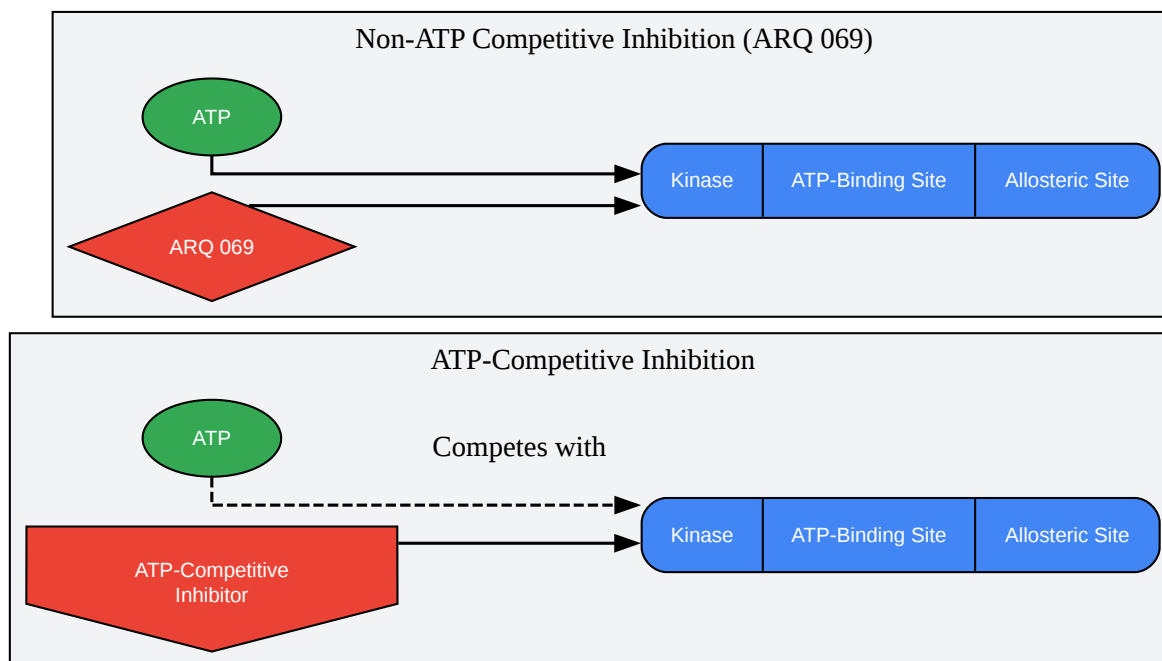 Non-ATP Competitive Inhibition (ARQ 069)
ATP
Kinase
ATP-Binding Site
Allosteric Site
ARQ 069
ATP-Competitive Inhibition
ATP
Competes with
Kinase
ATP-Binding Site
Allosteric Site
ATP-Competitive
Inhibitor